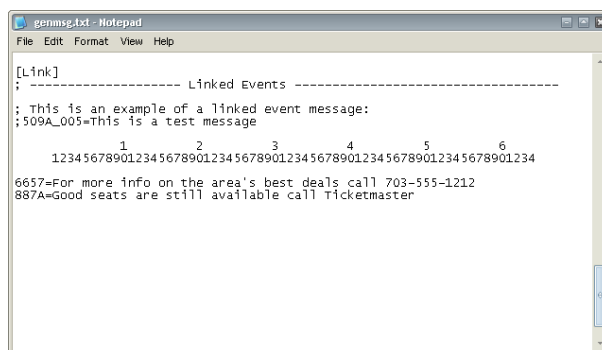 genmsg.txt - Notepad
File Edit Format View Help
[Link]
; -------------------- Linked Events -----------------------------------
; This is an example of a linked event message:
;509A_005=This is a test message
1 2 3 4 5 6
1234567890123456789012345678901234567890123456789012345678901234
6657=For more info on the area's best deals call 703-555-1212
887A=Good seats are still available call Ticketmaster